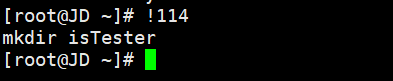 [root@JD ~]# !114
mkdir isTester
[root@JD ~]#